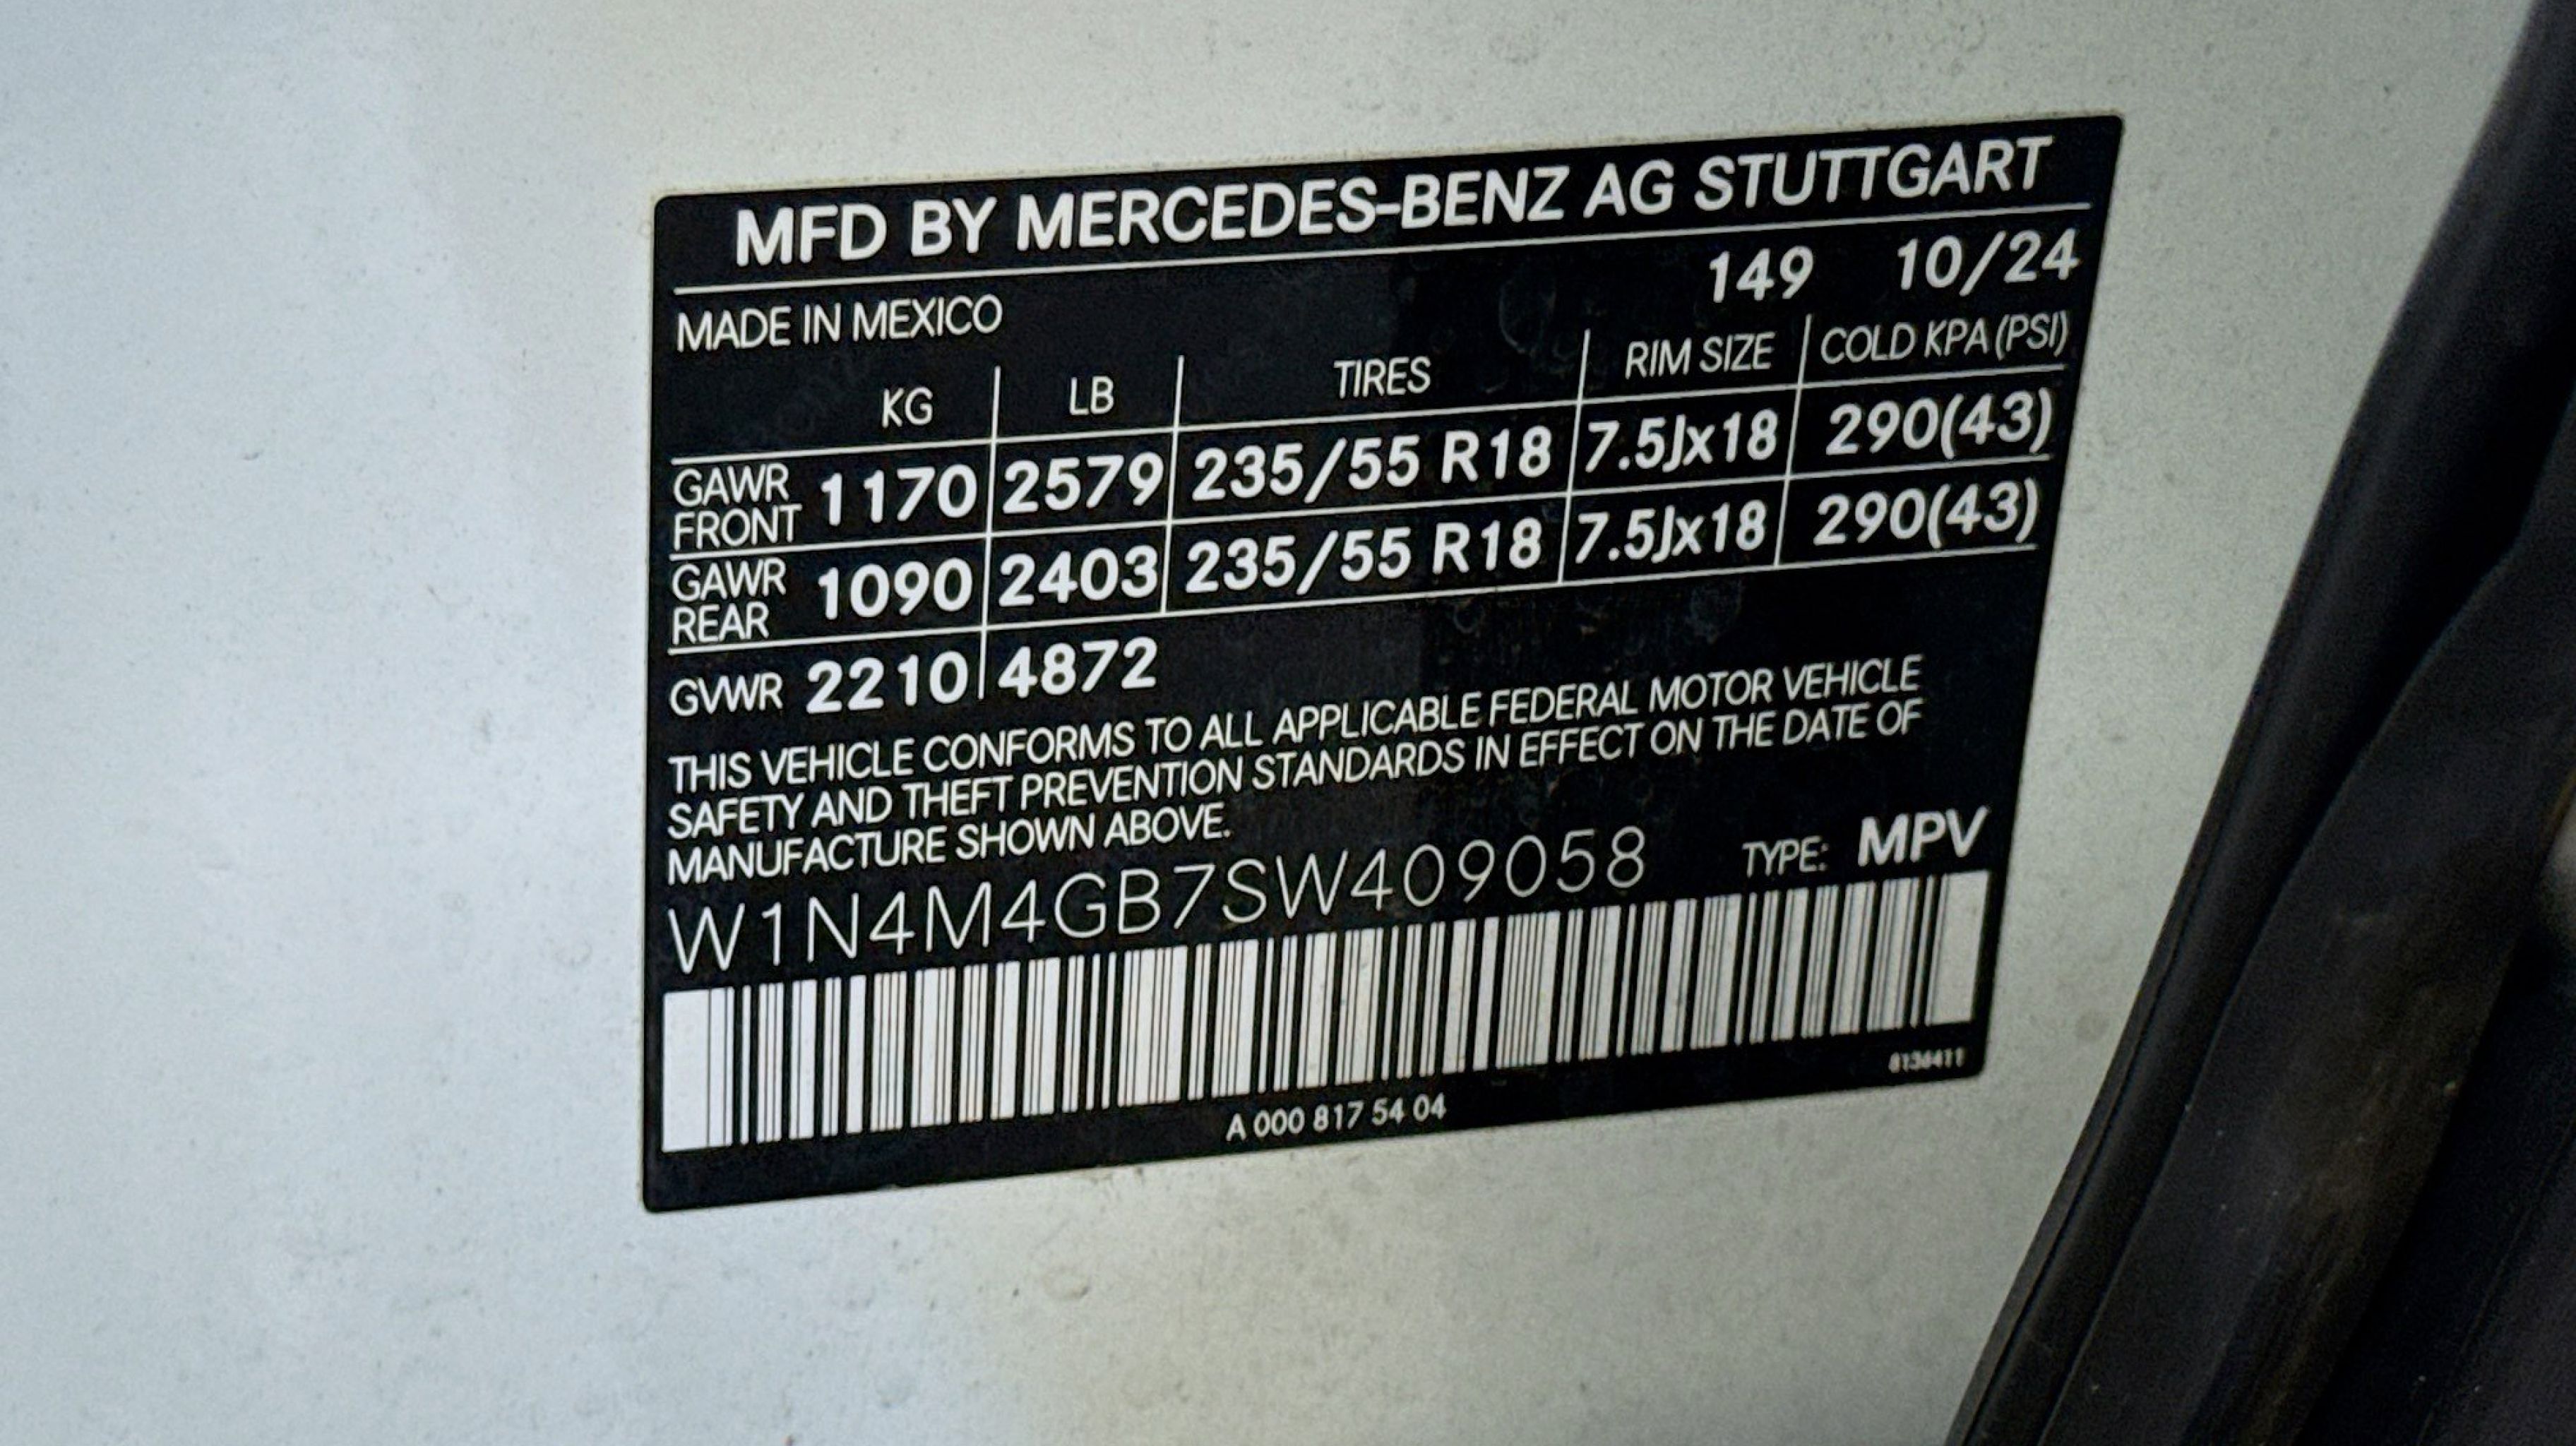 MFD BY MERCEDES-BENZ AG STUTTGART
149 10/24
MADE IN MEXICO
KG LB TIRES RIM SIZE COLD KPA (PSI)
GAWR FRONT 1170 2579 235/55 R18 7.5Jx18 290(43)
GAWR REAR 1090 2403 235/55 R18 7.5Jx18 290(43)
GVWR 2210 4872
THIS VEHICLE CONFORMS TO ALL APPLICABLE FEDERAL MOTOR VEHICLE
SAFETY AND THEFT PREVENTION STANDARDS IN EFFECT ON THE DATE OF
MANUFACTURE SHOWN ABOVE.
W1N4M4GB7SW409058 TYPE: MPV
A 000 817 54 04